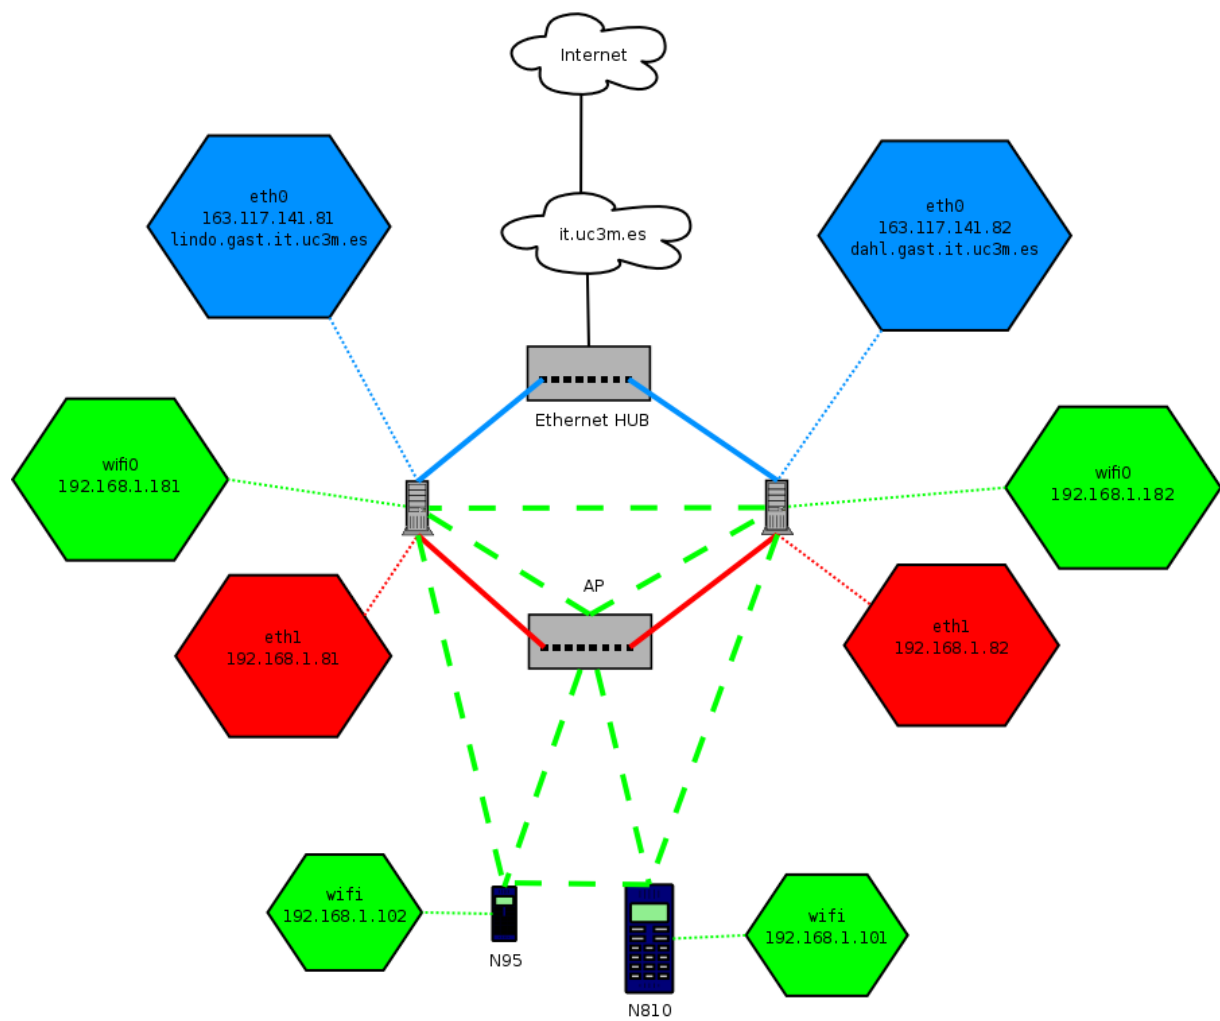 Internet
eth0
163.117.141.81
lindo.gast.it.uc3m.es
it.uc3m.es
eth0
163.117.141.82
dahl.gast.it.uc3m.es
Ethernet HUB
wifi0
192.168.1.181
wifi0
192.168.1.182
AP
eth1
192.168.1.81
eth1
192.168.1.82
wifi
192.168.1.102
N95
wifi
192.168.1.101
N810